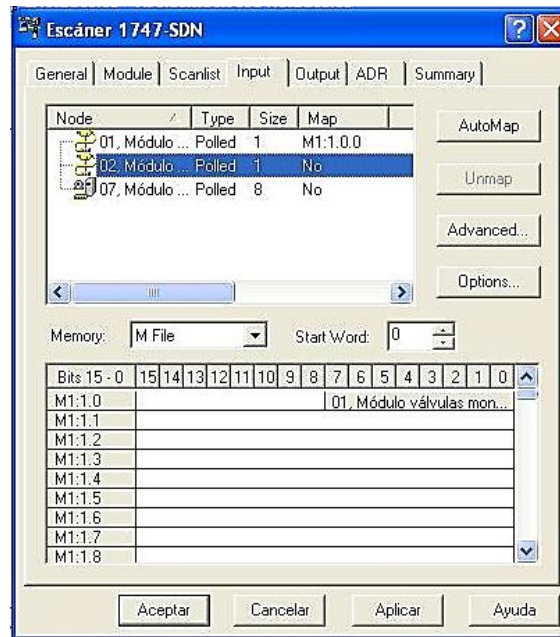 Escáner 1747-SDN
General Module Scanlist Input Output ADR Summary
Node Type Size Map
01, Módulo ... Polled 1 M1:1.0.0
02, Módulo ... Polled 1 No
07, Módulo ... Polled 8 No
AutoMap
Unmap
Advanced...
Options...
Memory: M File Start Word: 0
Bits 15 - 0 15 14 13 12 11 10 9 8 7 6 5 4 3 2 1 0
M1:1.0 01, Módulo válvulas mon...
M1:1.1
M1:1.2
M1:1.3
M1:1.4
M1:1.5
M1:1.6
M1:1.7
M1:1.8
Aceptar Cancelar Aplicar Ayuda